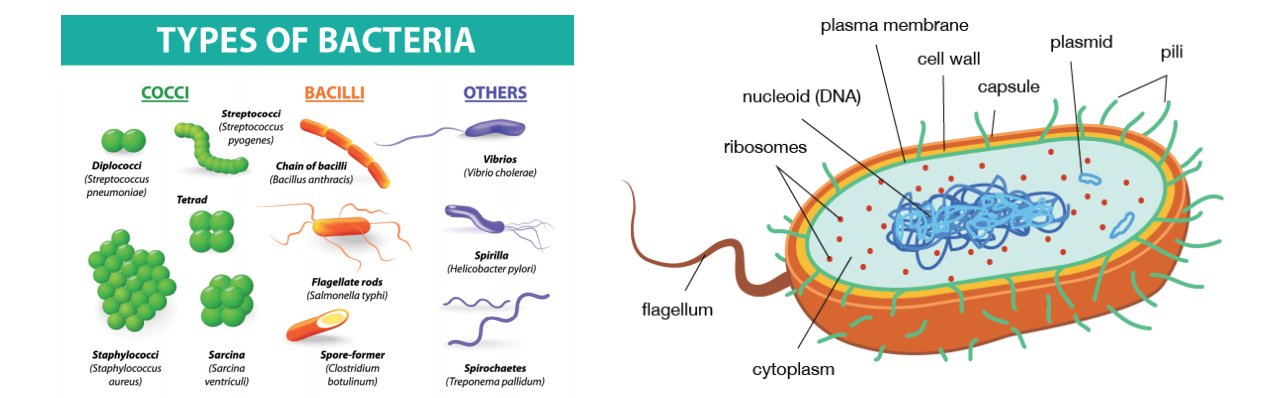 TYPES OF BACTERIA
COCCI
Diplococci
(Streptococcus
pneumoniae)
Streptococci
(Streptococcus
pyogenes)
Tetrad
Staphylococci
(Staphylococcus
aureus)
Sarcina
(Sarcina
ventriculi)
BACILLI
Chain of bacilli
(Bacillus anthracis)
Flagellate rods
(Salmonella typhi)
Spore-former
(Clostridium
botulinum)
OTHERS
Vibrios
(Vibrio cholerae)
Spirilla
(Helicobacter pylori)
Spirochaetes
(Treponema pallidum)
plasma membrane
cell wall
plasmid
pili
capsule
nucleoid (DNA)
ribosomes
flagellum
cytoplasm